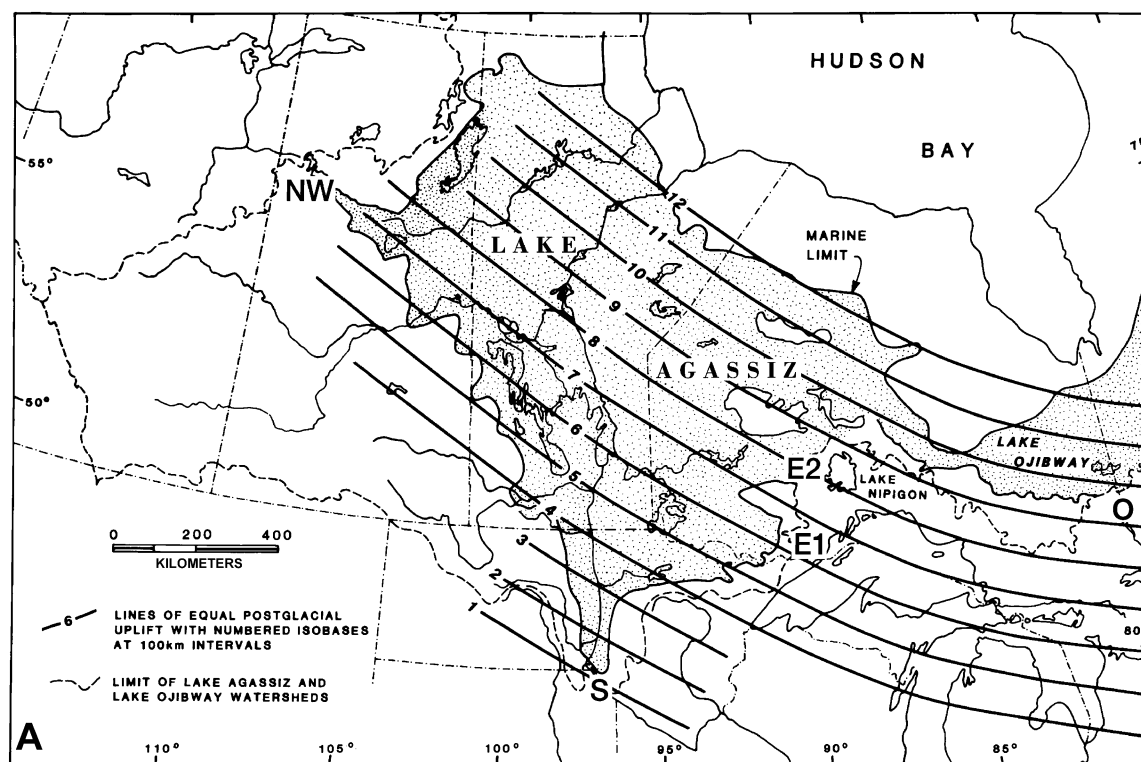 HUDSON
BAY
55°
NW
12
11
MARINE
LIMIT
LAKE
10
9
8
AGASSIZ
7
50°
6
LAKE
OJIBWAY
E2
LAKE
NIPIGON
5
O
4
E1
3
0 200 400
KILOMETERS
2
1
6 LINES OF EQUAL POSTGLACIAL
UPLIFT WITH NUMBERED ISOBASES
AT 100km INTERVALS
80
LIMIT OF LAKE AGASSIZ AND
LAKE OJIBWAY WATERSHEDS
S
A
110° 105° 100° 95° 90° 85°